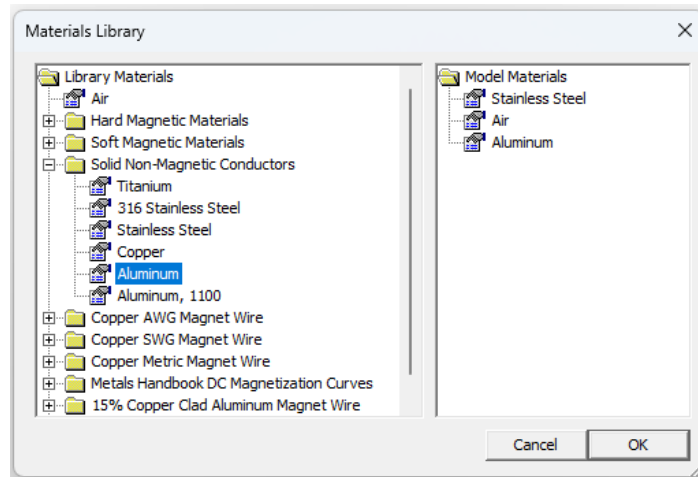 Materials Library
Library Materials
Air
Hard Magnetic Materials
Soft Magnetic Materials
Solid Non-Magnetic Conductors
Titanium
316 Stainless Steel
Stainless Steel
Copper
Aluminum
Aluminum, 1100
Copper AWG Magnet Wire
Copper SWG Magnet Wire
Copper Metric Magnet Wire
Metals Handbook DC Magnetization Curves
15% Copper Clad Aluminum Magnet Wire
Model Materials
Stainless Steel
Air
Aluminum
Cancel
OK